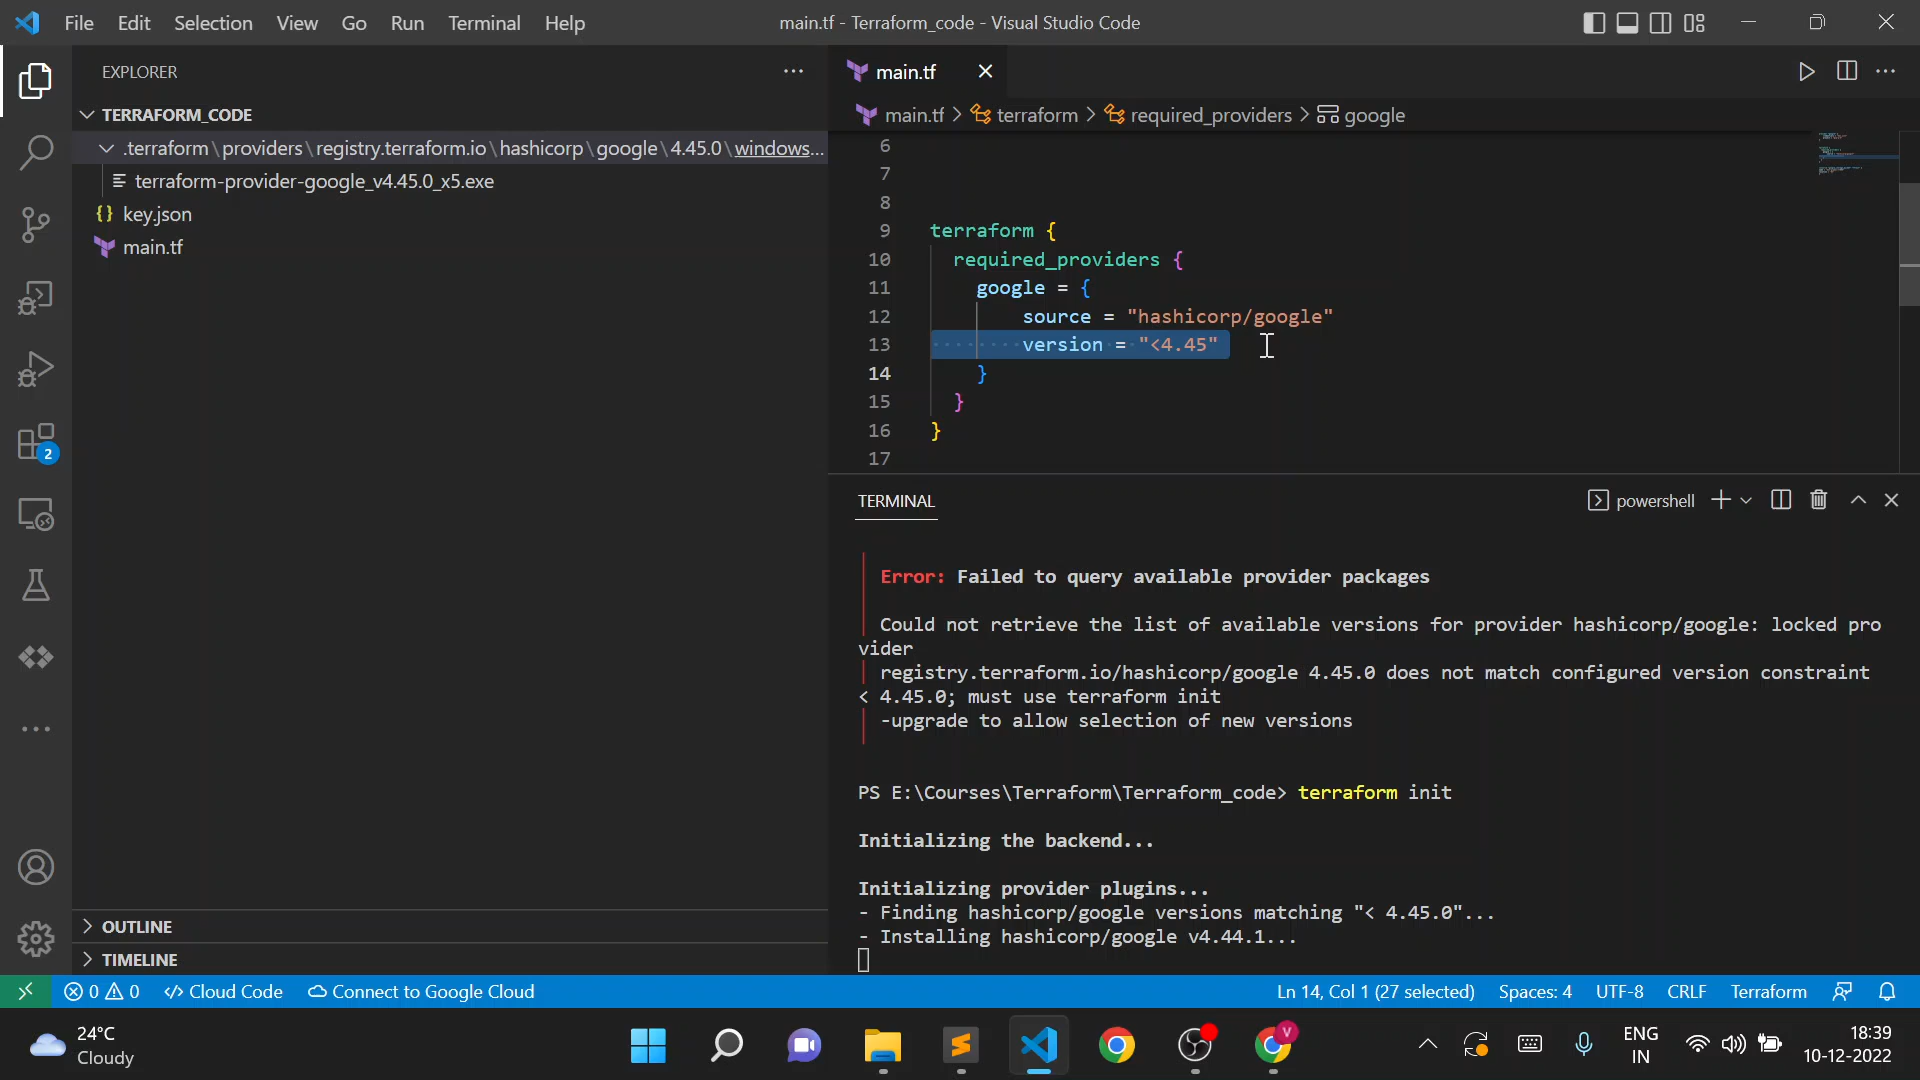 File Edit Selection View Go Run Terminal Help
main.tf - Terraform_code - Visual Studio Code
EXPLORER
TERRAFORM_CODE
.terraform\providers\registry.terraform.io\hashicorp\google\4.45.0\windows...
terraform-provider-google_v4.45.0_x5.exe
{} key.json
main.tf
OUTLINE
TIMELINE
2
main.tf
main.tf > terraform > required_providers > google
6
7
8
9 terraform {
10 required_providers {
11 google = {
12 source = "hashicorp/google"
13 version = "<4.45"
14 }
15 }
16 }
17
TERMINAL
powershell
Error: Failed to query available provider packages
Could not retrieve the list of available versions for provider hashicorp/google: locked pro
vider
registry.terraform.io/hashicorp/google 4.45.0 does not match configured version constraint
< 4.45.0; must use terraform init
-upgrade to allow selection of new versions
PS E:\Courses\Terraform\Terraform_code> terraform init
Initializing the backend...
Initializing provider plugins...
- Finding hashicorp/google versions matching "< 4.45.0"...
- Installing hashicorp/google v4.44.1...
0 0 Cloud Code Connect to Google Cloud
Ln 14, Col 1 (27 selected) Spaces: 4 UTF-8 CRLF Terraform
24°C
Cloudy
V
ENG
IN
18:39
10-12-2022